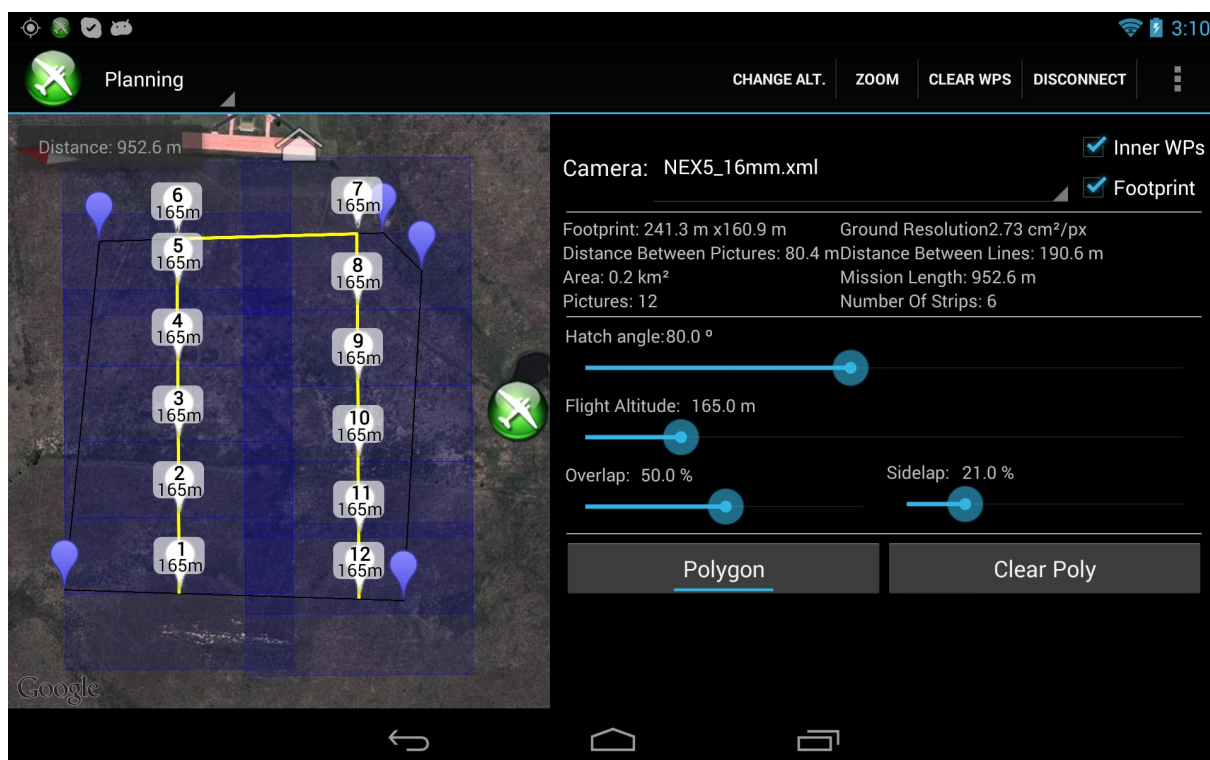 3:10
Planning
CHANGE ALT. ZOOM CLEAR WPS DISCONNECT
Distance: 952.6 m
6
165m
7
165m
5
165m
8
165m
4
165m
9
165m
3
165m
10
165m
2
165m
11
165m
1
165m
12
165m
Google
Camera: NEX5_16mm.xml
Inner WPs
Footprint
Footprint: 241.3 m x160.9 m Ground Resolution2.73 cm²/px
Distance Between Pictures: 80.4 mDistance Between Lines: 190.6 m
Area: 0.2 km² Mission Length: 952.6 m
Pictures: 12 Number Of Strips: 6
Hatch angle:80.0 º
Flight Altitude: 165.0 m
Overlap: 50.0 % Sidelap: 21.0 %
Polygon Clear Poly